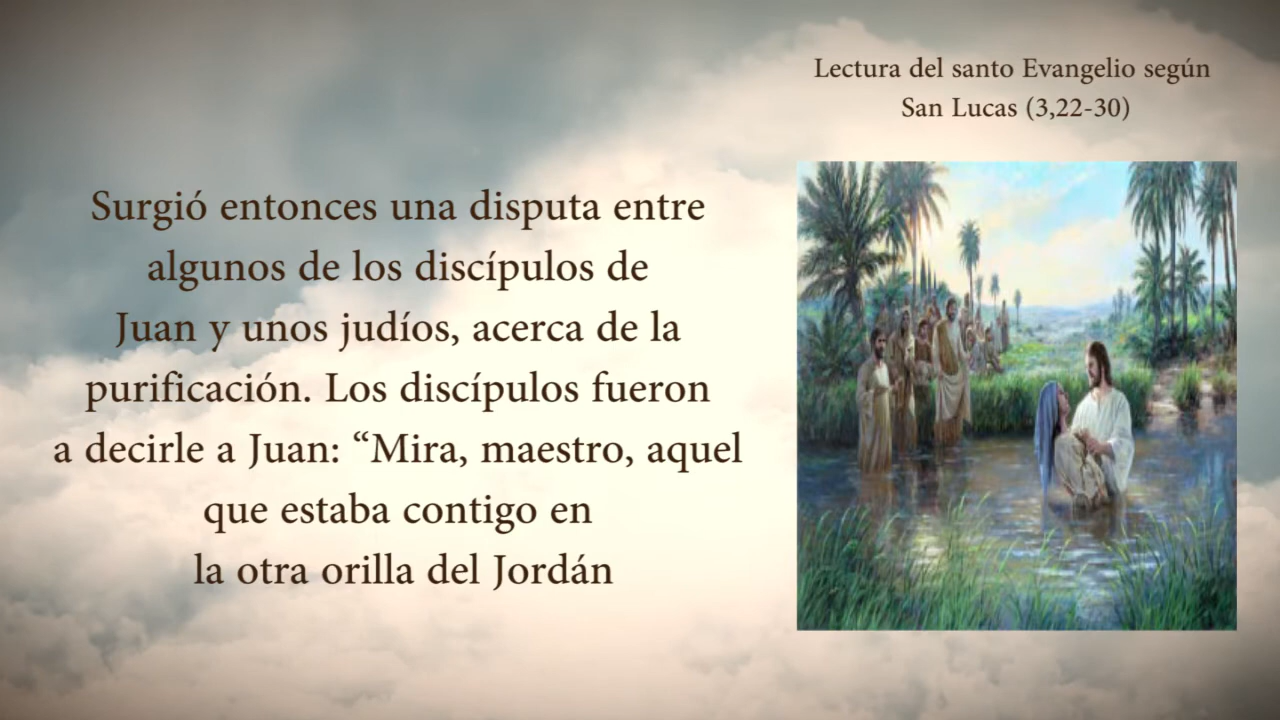 Lectura del santo Evangelio según
San Lucas (3,22-30)
Surgió entonces una disputa entre
algunos de los discípulos de
Juan y unos judíos, acerca de la
purificación. Los discípulos fueron
a decirle a Juan: “Mira, maestro, aquel
que estaba contigo en
la otra orilla del Jordán